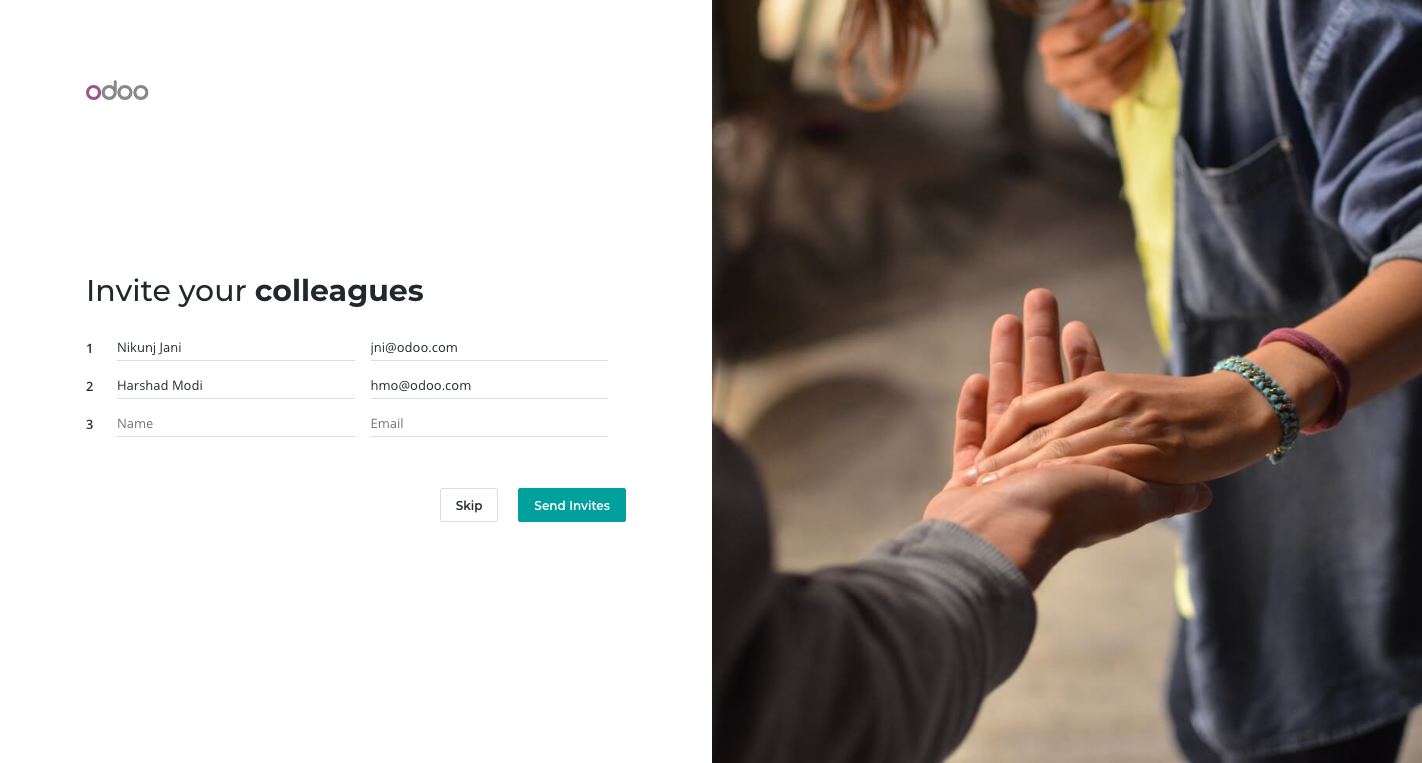 odoo
Invite your colleagues
1 Nikunj Jani jni@odoo.com
2 Harshad Modi hmo@odoo.com
3 Name Email
Skip Send Invites